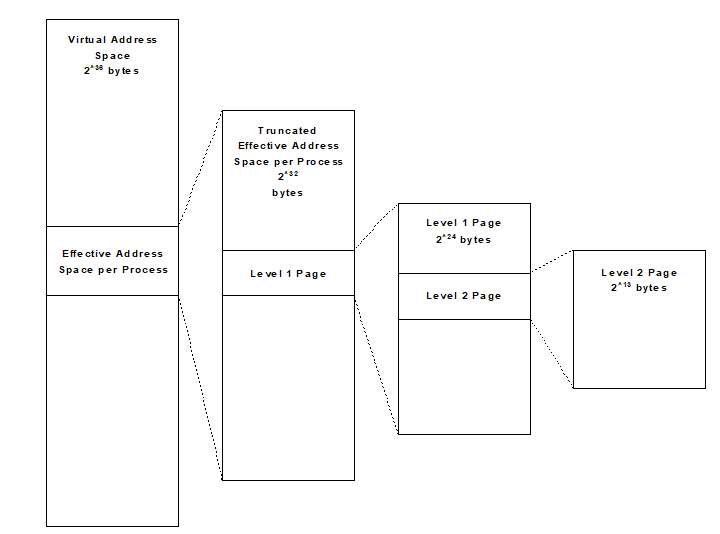 Virtual Address
Space
2^36 bytes
Effective Address
Space per Process
Truncated
Effective Address
Space per Process
2^32
bytes
Level 1 Page
Level 1 Page
2^24 bytes
Level 2 Page
Level 2 Page
2^13 bytes